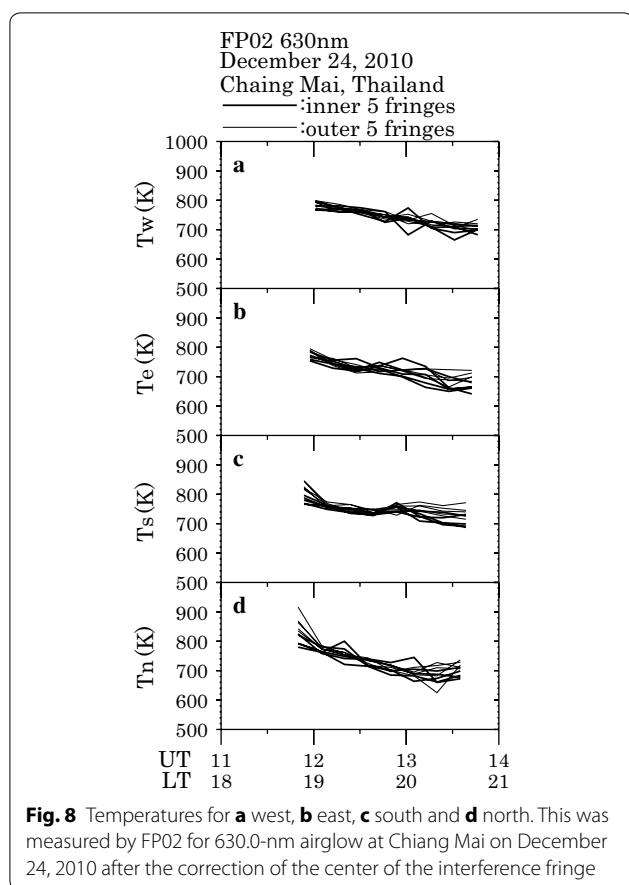 FP02 630nm
December 24, 2010
Chaing Mai, Thailand
:inner 5 fringes
:outer 5 fringes
1000
900
800
700
600
500
Tw (K)
a
900
800
700
600
500
Te (K)
b
900
800
700
600
500
Ts (K)
c
900
800
700
600
500
Tn (K)
d
UT 11 12 13 14
LT 18 19 20 21
Fig. 8 Temperatures for a west, b east, c south and d north. This was
measured by FP02 for 630.0-nm airglow at Chiang Mai on December
24, 2010 after the correction of the center of the interference fringe